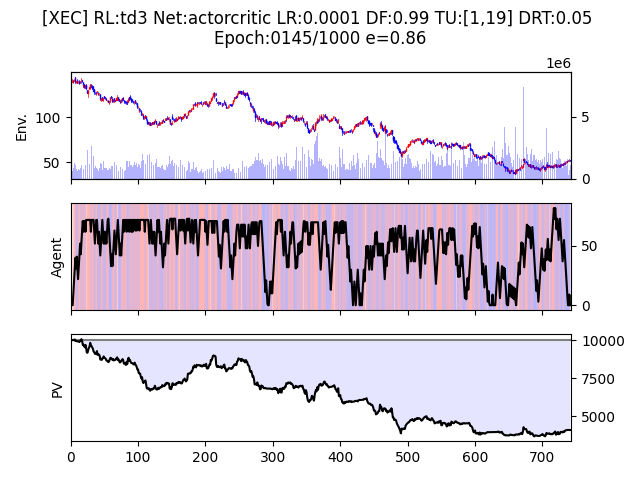 [XEC] RL:td3 Net:actorcritic LR:0.0001 DF:0.99 TU:[1,19] DRT:0.05
Epoch:0145/1000 e=0.86
1e6
Env.
100
50
5
0
Agent
50
0
PV
10000
7500
5000
0 100 200 300 400 500 600 700